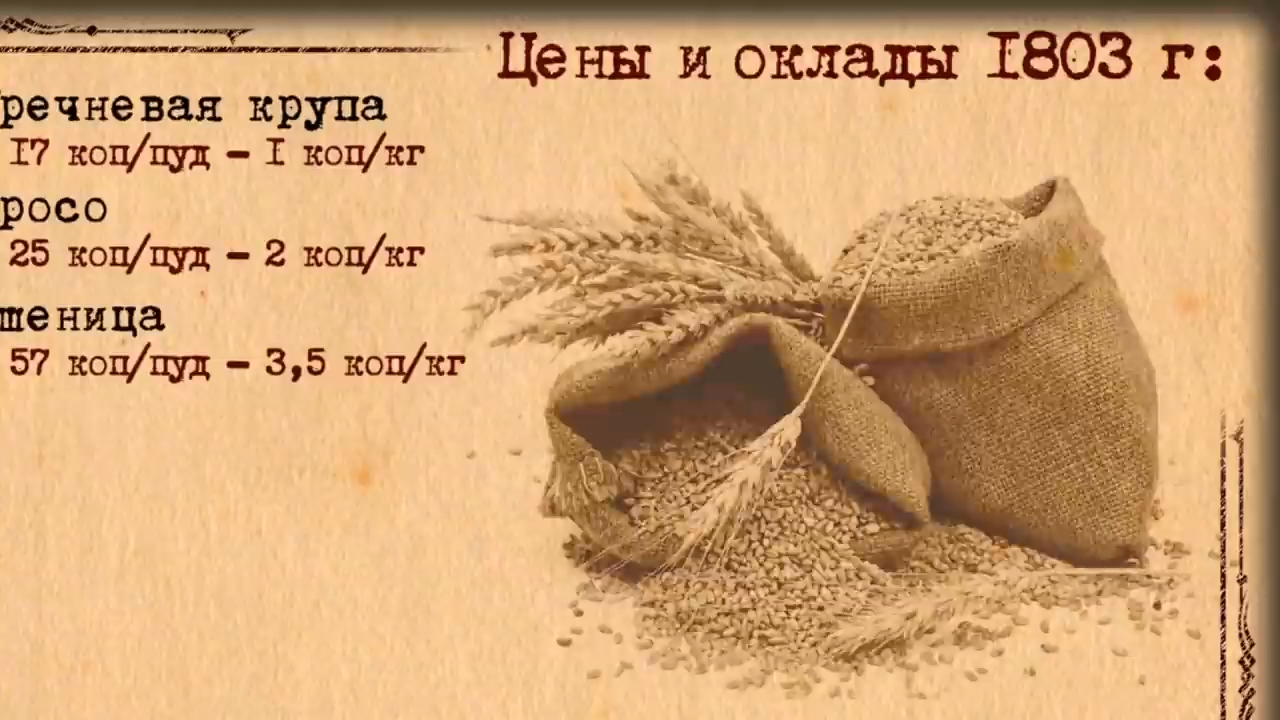 Цены и оклады 1803 г:
речневая крупа
17 коп/пуд – 1 коп/кг
росо
25 коп/пуд – 2 коп/кг
шеница
57 коп/пуд – 3,5 коп/кг